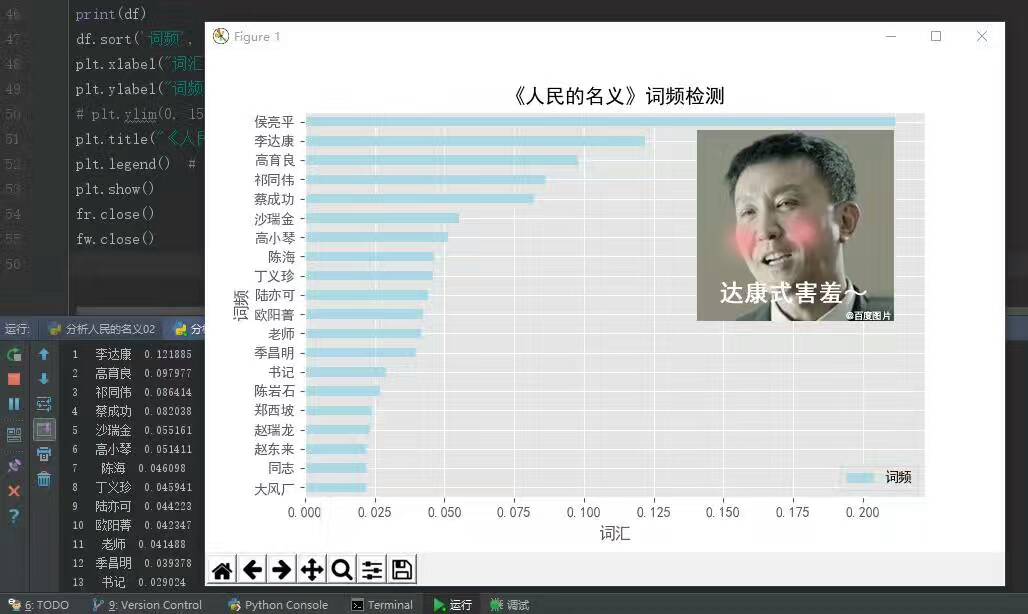 46 print(df)
47 df.sort('词频',
48 plt.xlabel("词汇
49 plt.ylabel("词频
50 # plt.ylim(0, 15
51 plt.title("《人民
52 plt.legend() #
53 plt.show()
54 fr.close()
55 fw.close()
56
Figure 1
《人民的名义》词频检测
侯亮平
李达康
高育良
祁同伟
蔡成功
沙瑞金
高小琴
陈海
丁义珍
陆亦可
欧阳菁
老师
季昌明
书记
陈岩石
郑西坡
赵瑞龙
赵东来
同志
大风厂
词频
达康式害羞~
@百度图片
词频
0.000 0.025 0.050 0.075 0.100 0.125 0.150 0.175 0.200
词汇
运行: 分析人民的名义02 分析
1 李达康 0.121885
2 高育良 0.097977
3 祁同伟 0.086414
4 蔡成功 0.082038
5 沙瑞金 0.055161
6 高小琴 0.051411
7 陈海 0.046098
8 丁义珍 0.045941
9 陆亦可 0.044223
10 欧阳菁 0.042347
11 老师 0.041488
12 季昌明 0.039378
13 书记 0.029024
6: TODO 9: Version Control Python Console Terminal 运行 调试